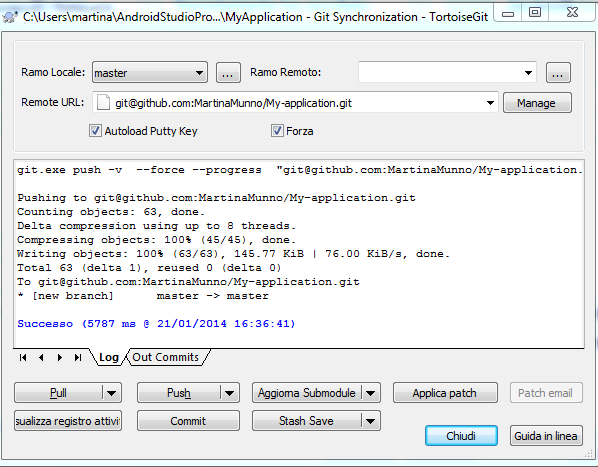 C:\Users\martina\AndroidStudioPro...\MyApplication - Git Synchronization - TortoiseGit
Ramo Locale: master ... Ramo Remoto: ...
Remote URL: git@github.com:MartinaMunno/My-application.git Manage
Autoload Putty Key Forza
git.exe push -v --force --progress "git@github.com:MartinaMunno/My-application.
Pushing to git@github.com:MartinaMunno/My-application.git
Counting objects: 63, done.
Delta compression using up to 8 threads.
Compressing objects: 100% (45/45), done.
Writing objects: 100% (63/63), 145.77 KiB | 76.00 KiB/s, done.
Total 63 (delta 1), reused 0 (delta 0)
To git@github.com:MartinaMunno/My-application.git
* [new branch] master -> master
Successo (5787 ms @ 21/01/2014 16:36:41)
Log Out Commits
Pull Push Aggiorna Submodule Applica patch Patch email
sualizza registro attivit Commit Stash Save
Chiudi Guida in linea